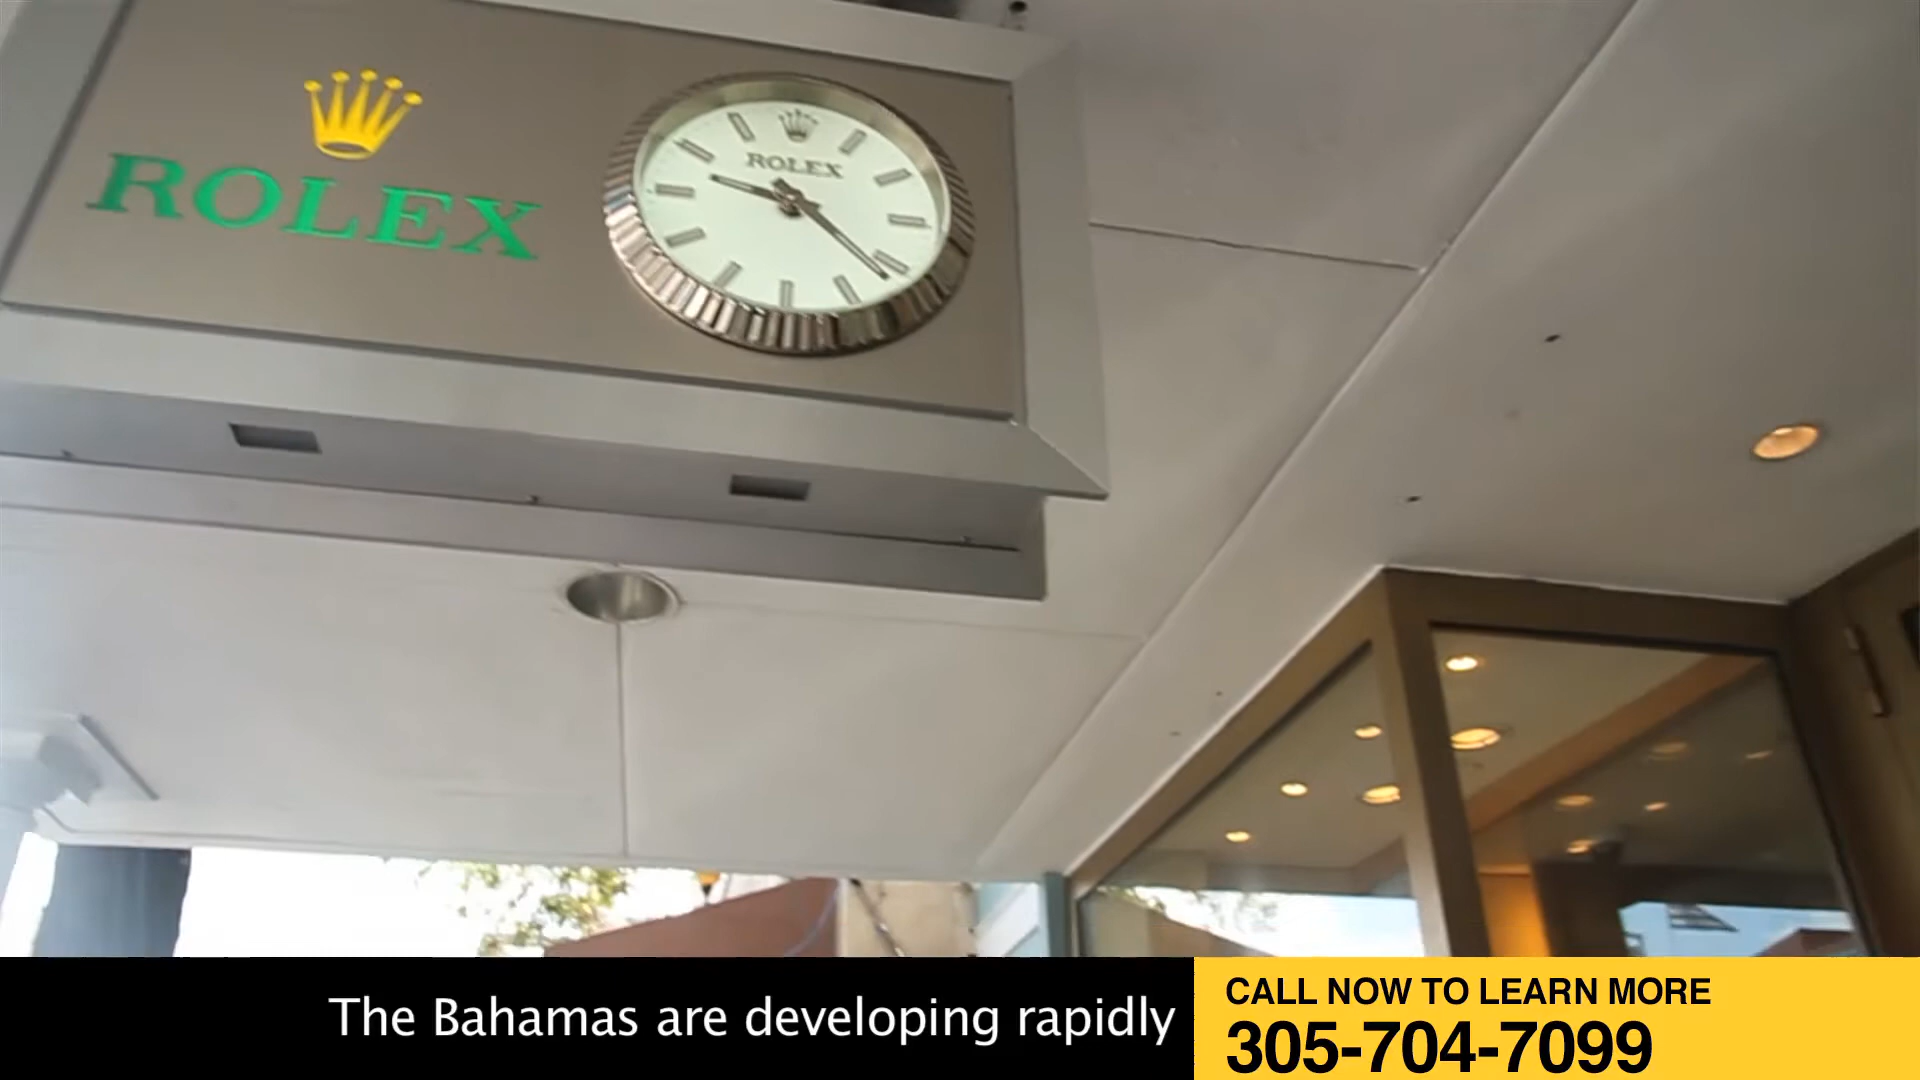 ROLEX
ROLEX
The Bahamas are developing rapidly
CALL NOW TO LEARN MORE
305-704-7099